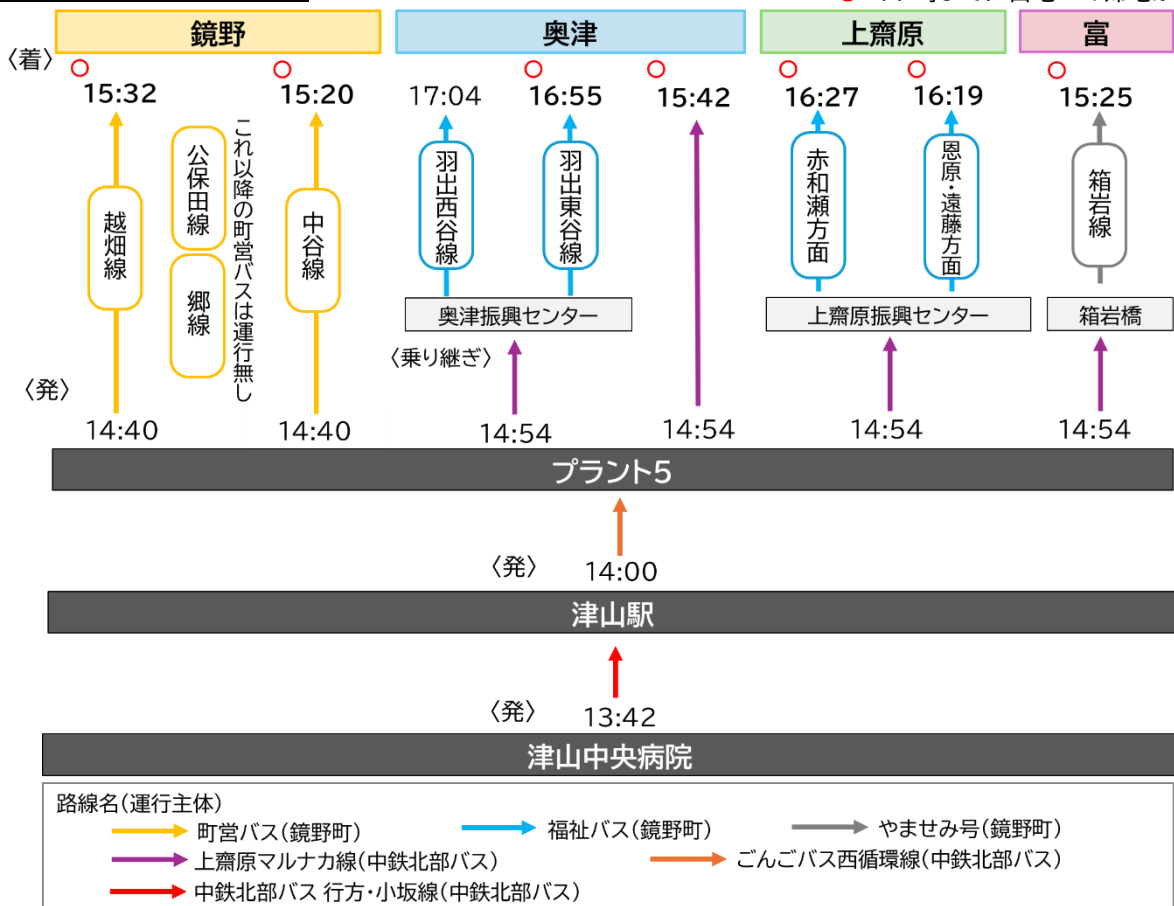 鏡野 奥津 上齋原 富
〈着〉
15:32 15:20 17:04 16:55 15:42 16:27 16:19 15:25
越畑線
公保田線
郷線
これ以降の町営バスは運行無し
中谷線
羽出西谷線
羽出東谷線
赤和瀬方面
恩原・遠藤方面
箱岩線
奥津振興センター 上齋原振興センター 箱岩橋
〈乗り継ぎ〉
〈発〉
14:40 14:40 14:54 14:54 14:54 14:54
プラント5
〈発〉 14:00
津山駅
〈発〉 13:42
津山中央病院
路線名(運行主体)
町営バス(鏡野町) 福祉バス(鏡野町) やませみ号(鏡野町)
上齋原マルナカ線(中鉄北部バス) ごんごバス西循環線(中鉄北部バス)
中鉄北部バス 行方・小坂線(中鉄北部バス)